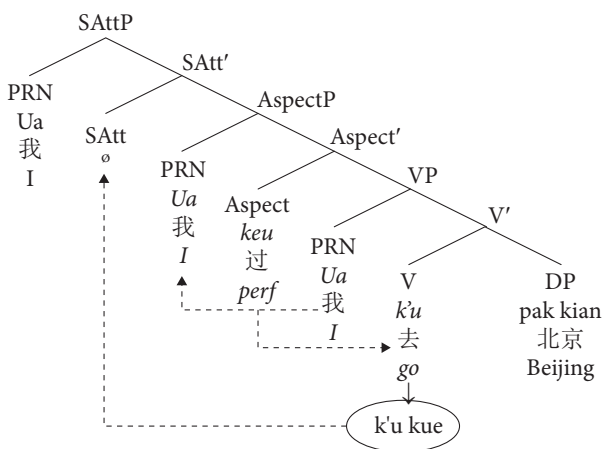 SAttP
SAtt′
PRN
Ua
我
I
SAtt
ø
AspectP
Aspect′
PRN
Ua
我
I
Aspect
keu
过
perf
VP
V′
PRN
Ua
我
I
V
k'u
去
go
DP
pak kian
北京
Beijing
k'u kue